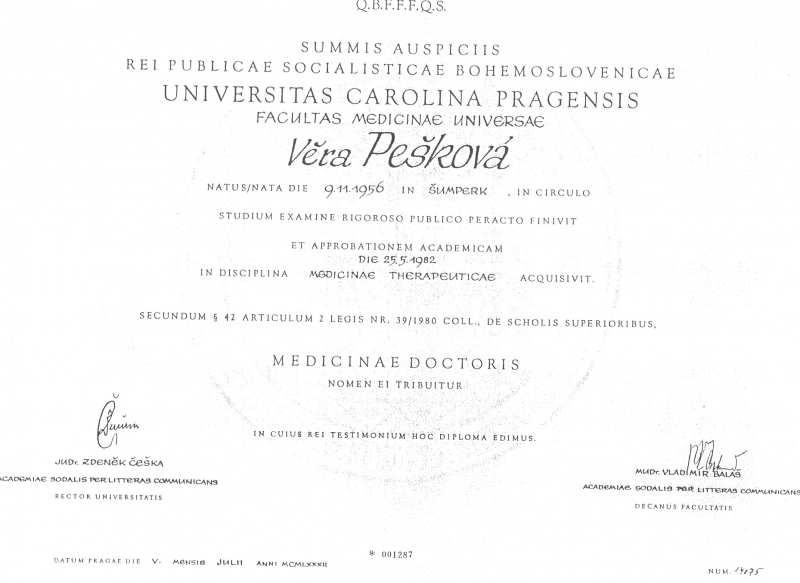 Q.B.F.F.F.Q.S.
SUMMIS AUSPICIIS
REI PUBLICAE SOCIALISTICAE BOHEMOSLOVENICAE
UNIVERSITAS CAROLINA PRAGENSIS
FACULTAS MEDICINAE UNIVERSAE
Věra Pešková
NATUS/NATA DIE 9.11.1956 IN ŠUMPERK , IN CIRCULO
STUDIUM EXAMINE RIGOROSO PUBLICO PERACTO FINIVIT
ET APPROBATIONEM ACADEMICAM
DIE 25.5.1982
IN DISCIPLINA MEDICINAE THERAPEUTICAE ACQUISIVIT.
SECUNDUM § 42 ARTICULUM 2 LEGIS NR. 39/1980 COLL., DE SCHOLIS SUPERIORIBUS,
MEDICINAE DOCTORIS
NOMEN EI TRIBUITUR
IN CUIUS REI TESTIMONIUM HOC DIPLOMA EDIMUS.
JUDr. ZDENĚK ČEŠKA
ACADEMIAE SODALIS PER LITTERAS COMMUNICANS
RECTOR UNIVERSITATIS
MUDr. VLADIMÍR BALAŠ
ACADEMIAE SODALIS PER LITTERAS COMMUNICANS
DECANUS FACULTATIS
* 001287
DATUM PRAGAE DIE V. MENSIS JULII ANNI MCMLXXXII
NUM. 14075